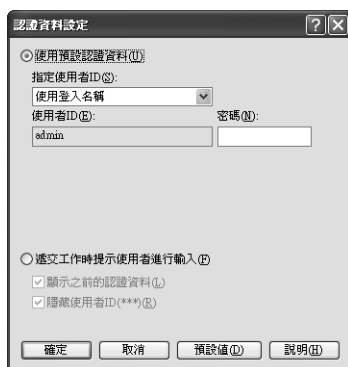 認證資料設定
使用預設認證資料(U)
指定使用者ID(S):
使用登入名稱
使用者ID(E): 密碼(N):
admin
遞交工作時提示使用者進行輸入(F)
顯示之前的認證資料(L)
隱藏使用者ID(***)(R)
確定 取消 預設值(D) 説明(H)